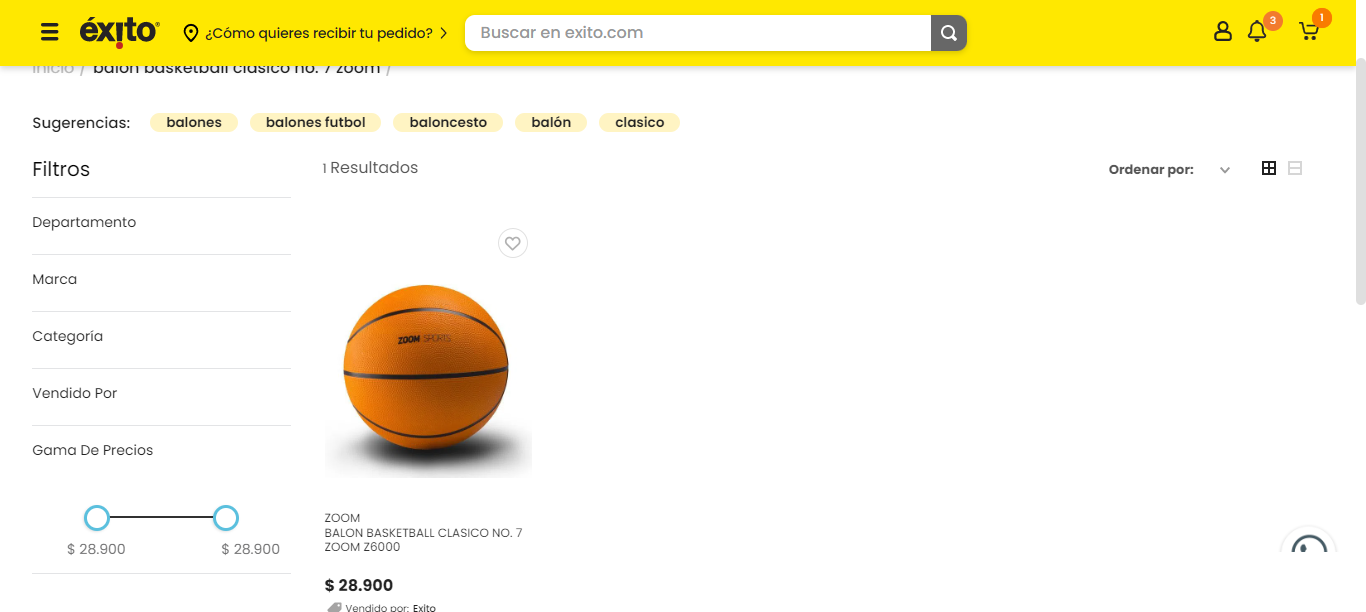 éxito
¿Cómo quieres recibir tu pedido?
Buscar en exito.com
3
1
Inicio / balon basketball clasico no. 7 zoom /
Sugerencias: balones balones futbol baloncesto balón clasico
Filtros
1 Resultados
Ordenar por:
Departamento
Marca
Categoría
Vendido Por
Gama De Precios
$ 28.900 $ 28.900
ZOOM SPORTS
ZOOM
BALON BASKETBALL CLASICO NO. 7
ZOOM Z6000
$ 28.900
Vendido por: Exito